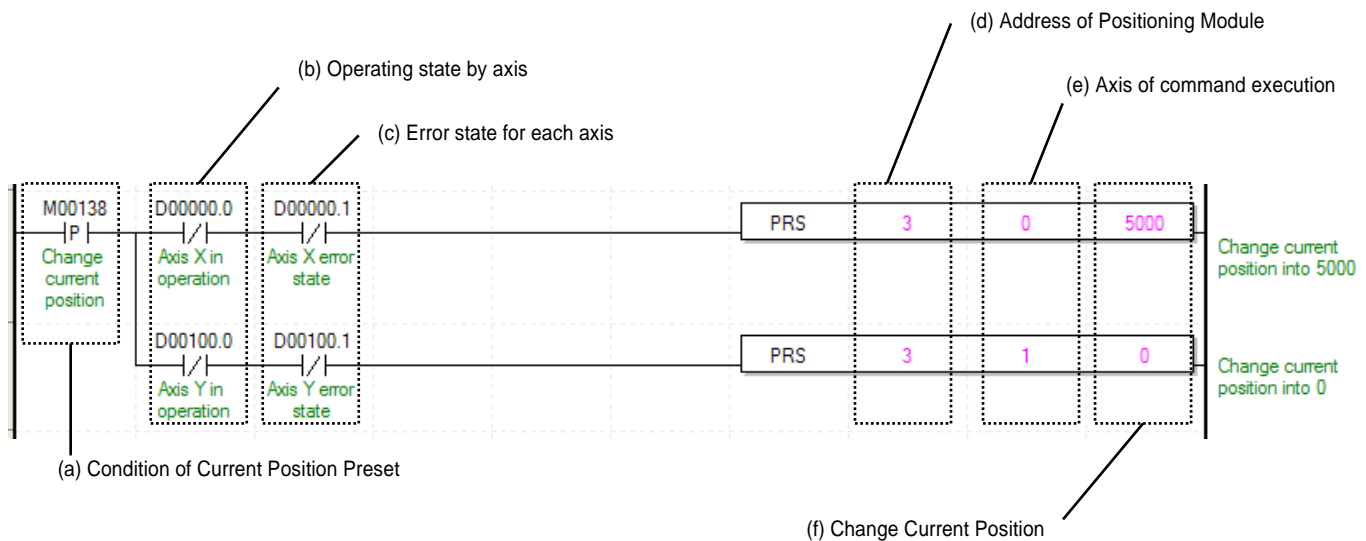 (d) Address of Positioning Module
(b) Operating state by axis
(e) Axis of command execution
(c) Error state for each axis
M00138 D00000.0 D00000.1
P PRS 3 0 5000
Change current position
Axis X in operation
Axis X error state
Change current
position into 5000
D00100.0 D00100.1
PRS 3 1 0
Axis Y in operation
Axis Y error state
Change current
position into 0
(a) Condition of Current Position Preset
(f) Change Current Position